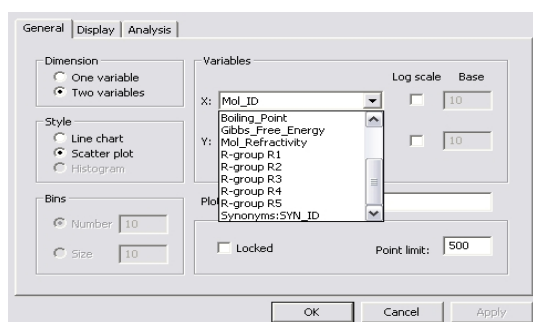 General Display Analysis
Dimension
One variable
Two variables
Style
Line chart
Scatter plot
Histogram
Bins
Number 10
Size 10
Variables
Log scale Base
X: Mol_ID 10
Boiling_Point
Gibbs_Free_Energy
Mol_Refractivity
R-group R1
R-group R2
R-group R3
R-group R4
R-group R5
Synonyms:SYN_ID
Y: 10
Plo
Locked Point limit: 500
OK Cancel Apply